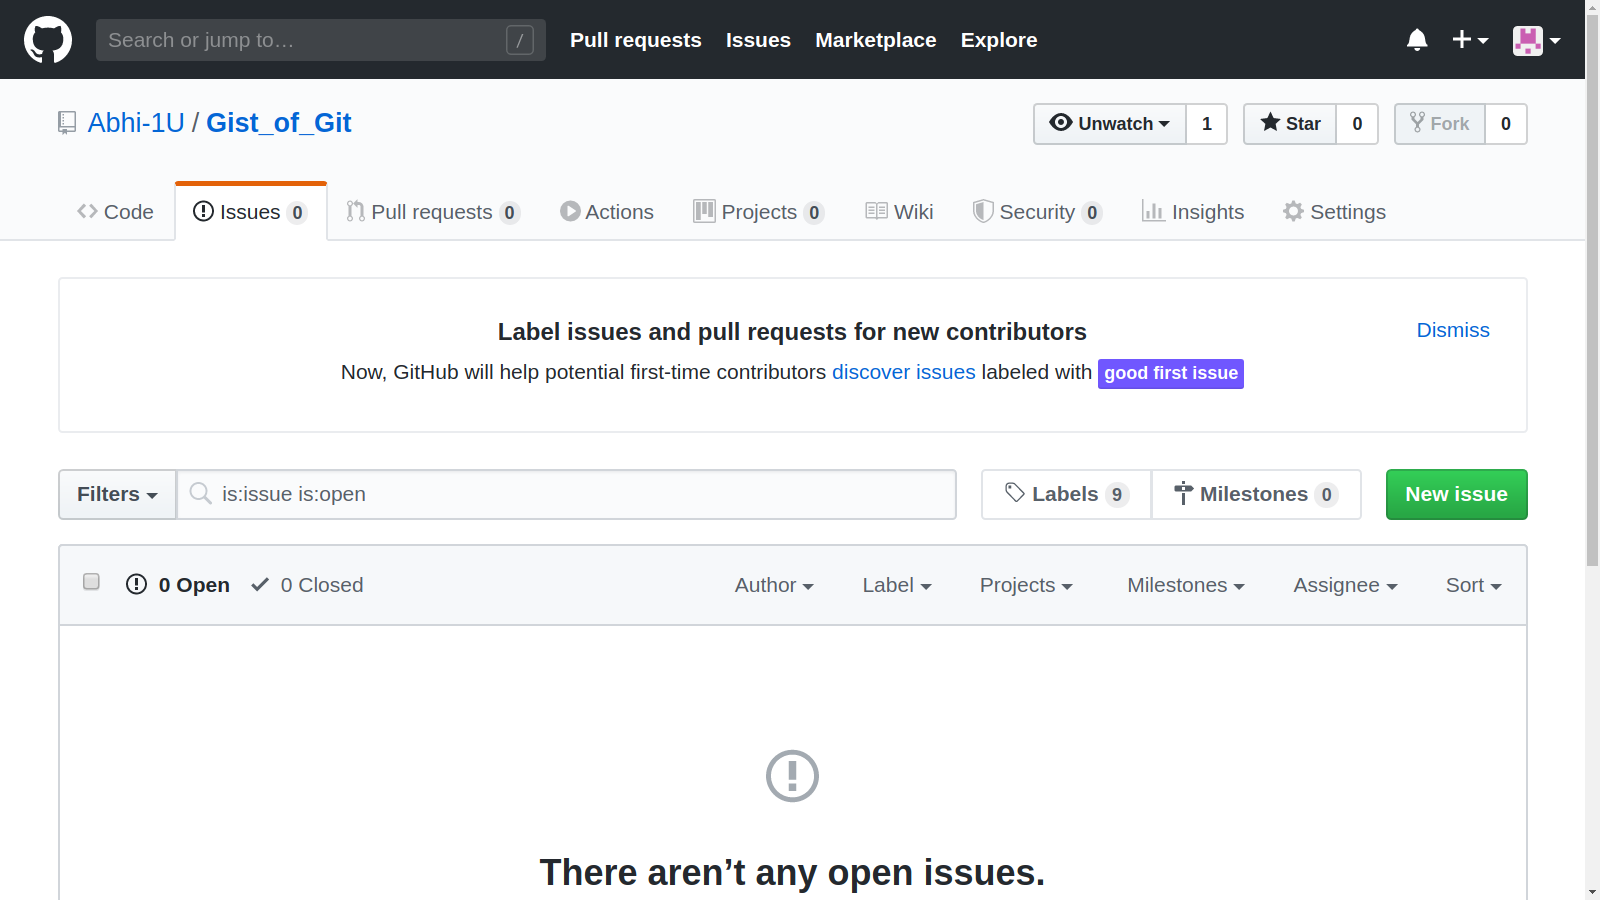 Search or jump to… /
Pull requests Issues Marketplace Explore
Abhi-1U / Gist_of_Git
Unwatch 1 Star 0 Fork 0
Code Issues 0 Pull requests 0 Actions Projects 0 Wiki Security 0 Insights Settings
Label issues and pull requests for new contributors
Dismiss
Now, GitHub will help potential first-time contributors discover issues labeled with good first issue
Filters is:issue is:open Labels 9 Milestones 0 New issue
0 Open 0 Closed Author Label Projects Milestones Assignee Sort
There aren’t any open issues.